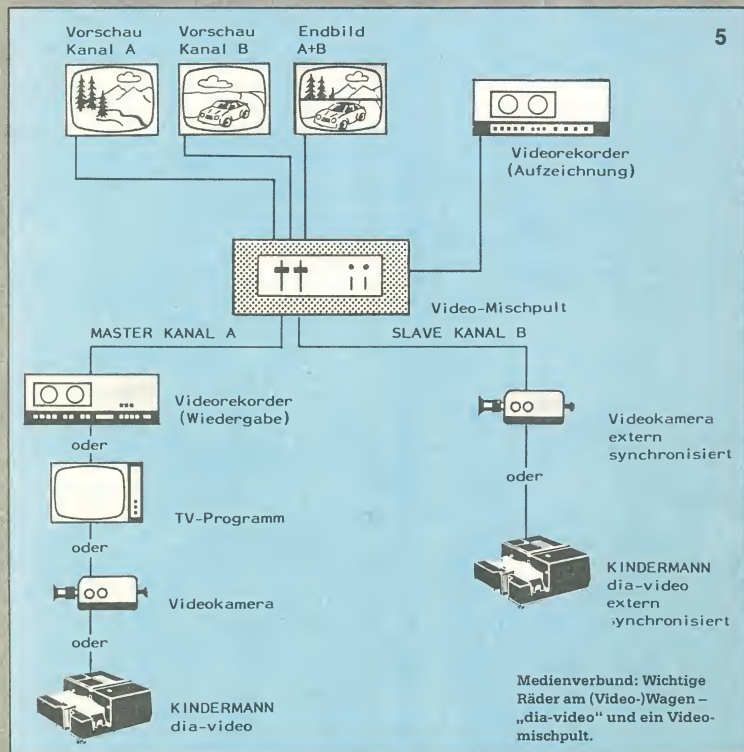 Vorschau
Kanal A
Vorschau
Kanal B
Endbild
A+B
5
Videorekorder
(Aufzeichnung)
Video-Mischpult
MASTER KANAL A
SLAVE KANAL B
Videorekorder
(Wiedergabe)
oder
TV-Programm
oder
Videokamera
oder
KINDERMANN
dia-video
Videokamera
extern
synchronisiert
oder
KINDERMANN
dia-video
extern
synchronisiert
Medienverbund: Wichtige
Räder am (Video-)Wagen –
„dia-video“ und ein Video-
mischpult.